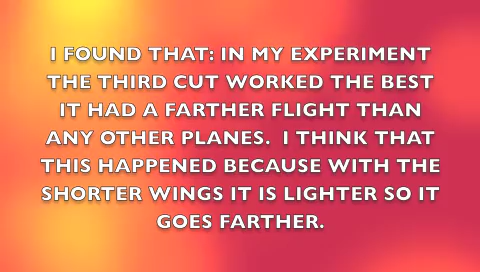 I FOUND THAT: IN MY EXPERIMENT
THE THIRD CUT WORKED THE BEST
IT HAD A FARTHER FLIGHT THAN
ANY OTHER PLANES.  I THINK THAT
THIS HAPPENED BECAUSE WITH THE
SHORTER WINGS IT IS LIGHTER SO IT
GOES FARTHER.